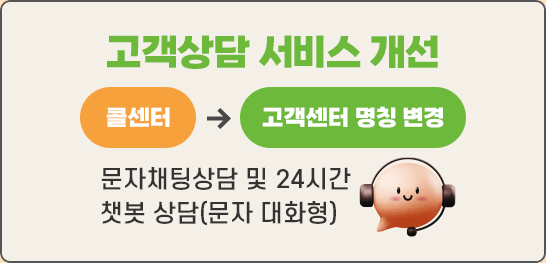 고객상담 서비스 개선
콜센터 → 고객센터 명칭 변경
문자채팅상담 및 24시간
챗봇 상담(문자 대화형)